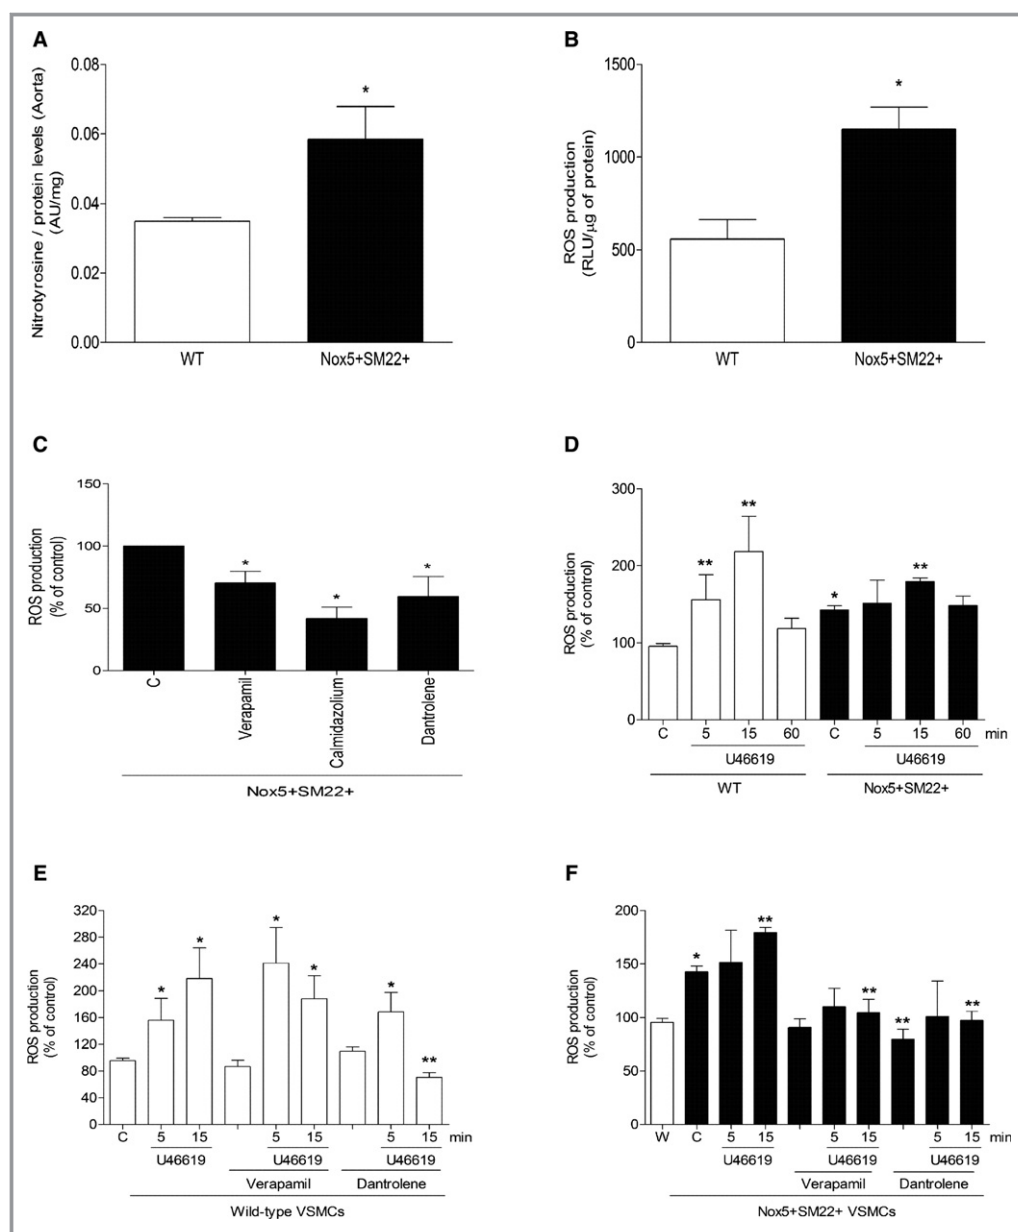 A
Nitrotyrosine / protein levels (Aorta)
(AU/mg)
0.08
0.06
0.04
0.02
0.00
*
WT
Nox5+SM22+
B
ROS production
(RLU/μg of protein)
1500
1000
500
0
*
WT
Nox5+SM22+
C
ROS production
(% of control)
150
100
50
0
*
*
*
C
Verapamil
Calmidazolium
Dantrolene
Nox5+SM22+
D
ROS production
(% of control)
300
200
100
0
**
**
*
**
C 5 15 60 C 5 15 60 min
U46619 U46619
WT Nox5+SM22+
E
ROS production
(% of control)
320
280
240
200
160
120
80
40
0
*
*
*
*
*
**
C 5 15 - 5 15 - 5 15 min
U46619 U46619 U46619
Verapamil Dantrolene
Wild-type VSMCs
F
ROS production
(% of control)
200
150
100
50
0
*
**
**
**
**
W C 5 15 - 5 15 - 5 15 min
U46619 U46619 U46619
Verapamil Dantrolene
Nox5+SM22+ VSMCs